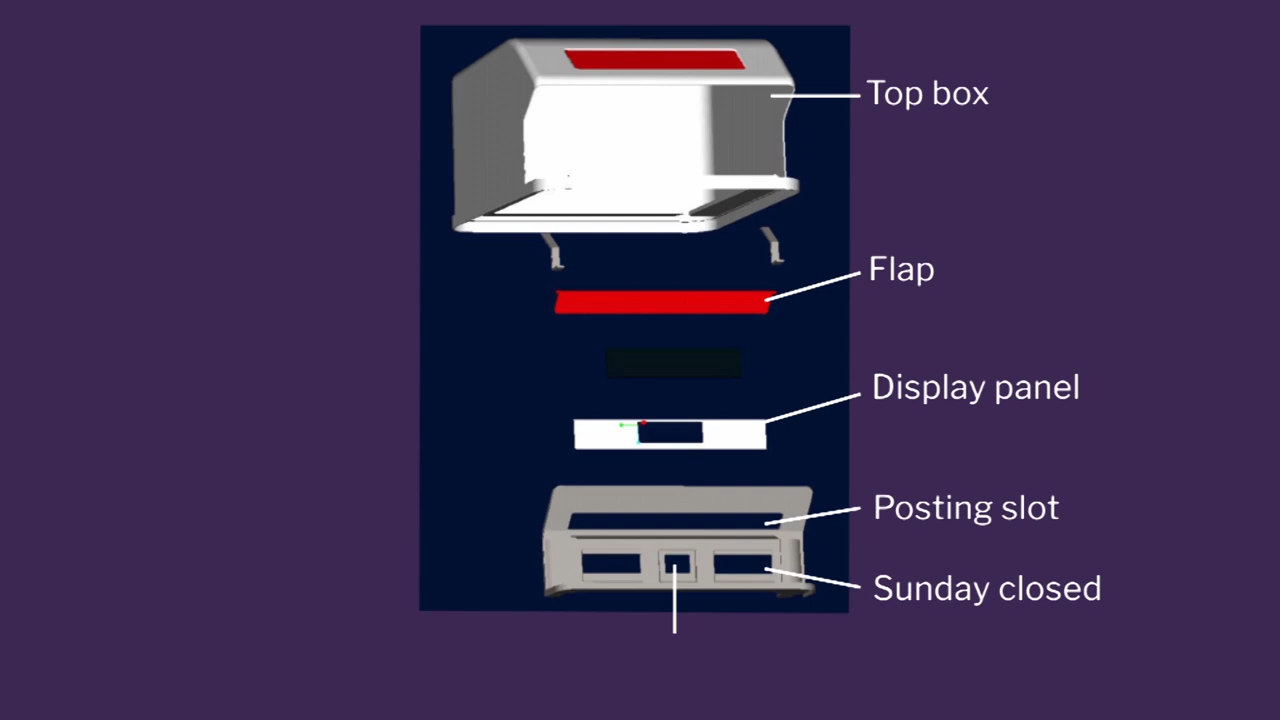 Top box
Flap
Display panel
Posting slot
Sunday closed